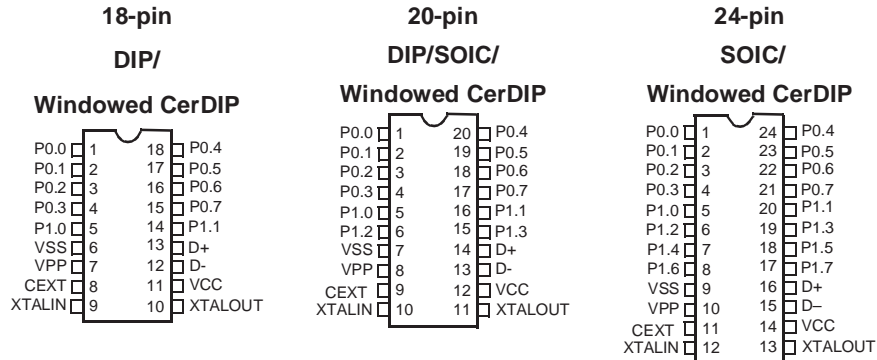 18-pin
DIP/
Windowed CerDIP
P0.0 1 18 P0.4
P0.1 2 17 P0.5
P0.2 3 16 P0.6
P0.3 4 15 P0.7
P1.0 5 14 P1.1
VSS 6 13 D+
VPP 7 12 D-
CEXT 8 11 VCC
XTALIN 9 10 XTALOUT
20-pin
DIP/SOIC/
Windowed CerDIP
P0.0 1 20 P0.4
P0.1 2 19 P0.5
P0.2 3 18 P0.6
P0.3 4 17 P0.7
P1.0 5 16 P1.1
P1.2 6 15 P1.3
VSS 7 14 D+
VPP 8 13 D-
CEXT 9 12 VCC
XTALIN 10 11 XTALOUT
24-pin
SOIC/
Windowed CerDIP
P0.0 1 24 P0.4
P0.1 2 23 P0.5
P0.2 3 22 P0.6
P0.3 4 21 P0.7
P1.0 5 20 P1.1
P1.2 6 19 P1.3
P1.4 7 18 P1.5
P1.6 8 17 P1.7
VSS 9 16 D+
VPP 10 15 D–
CEXT 11 14 VCC
XTALIN 12 13 XTALOUT